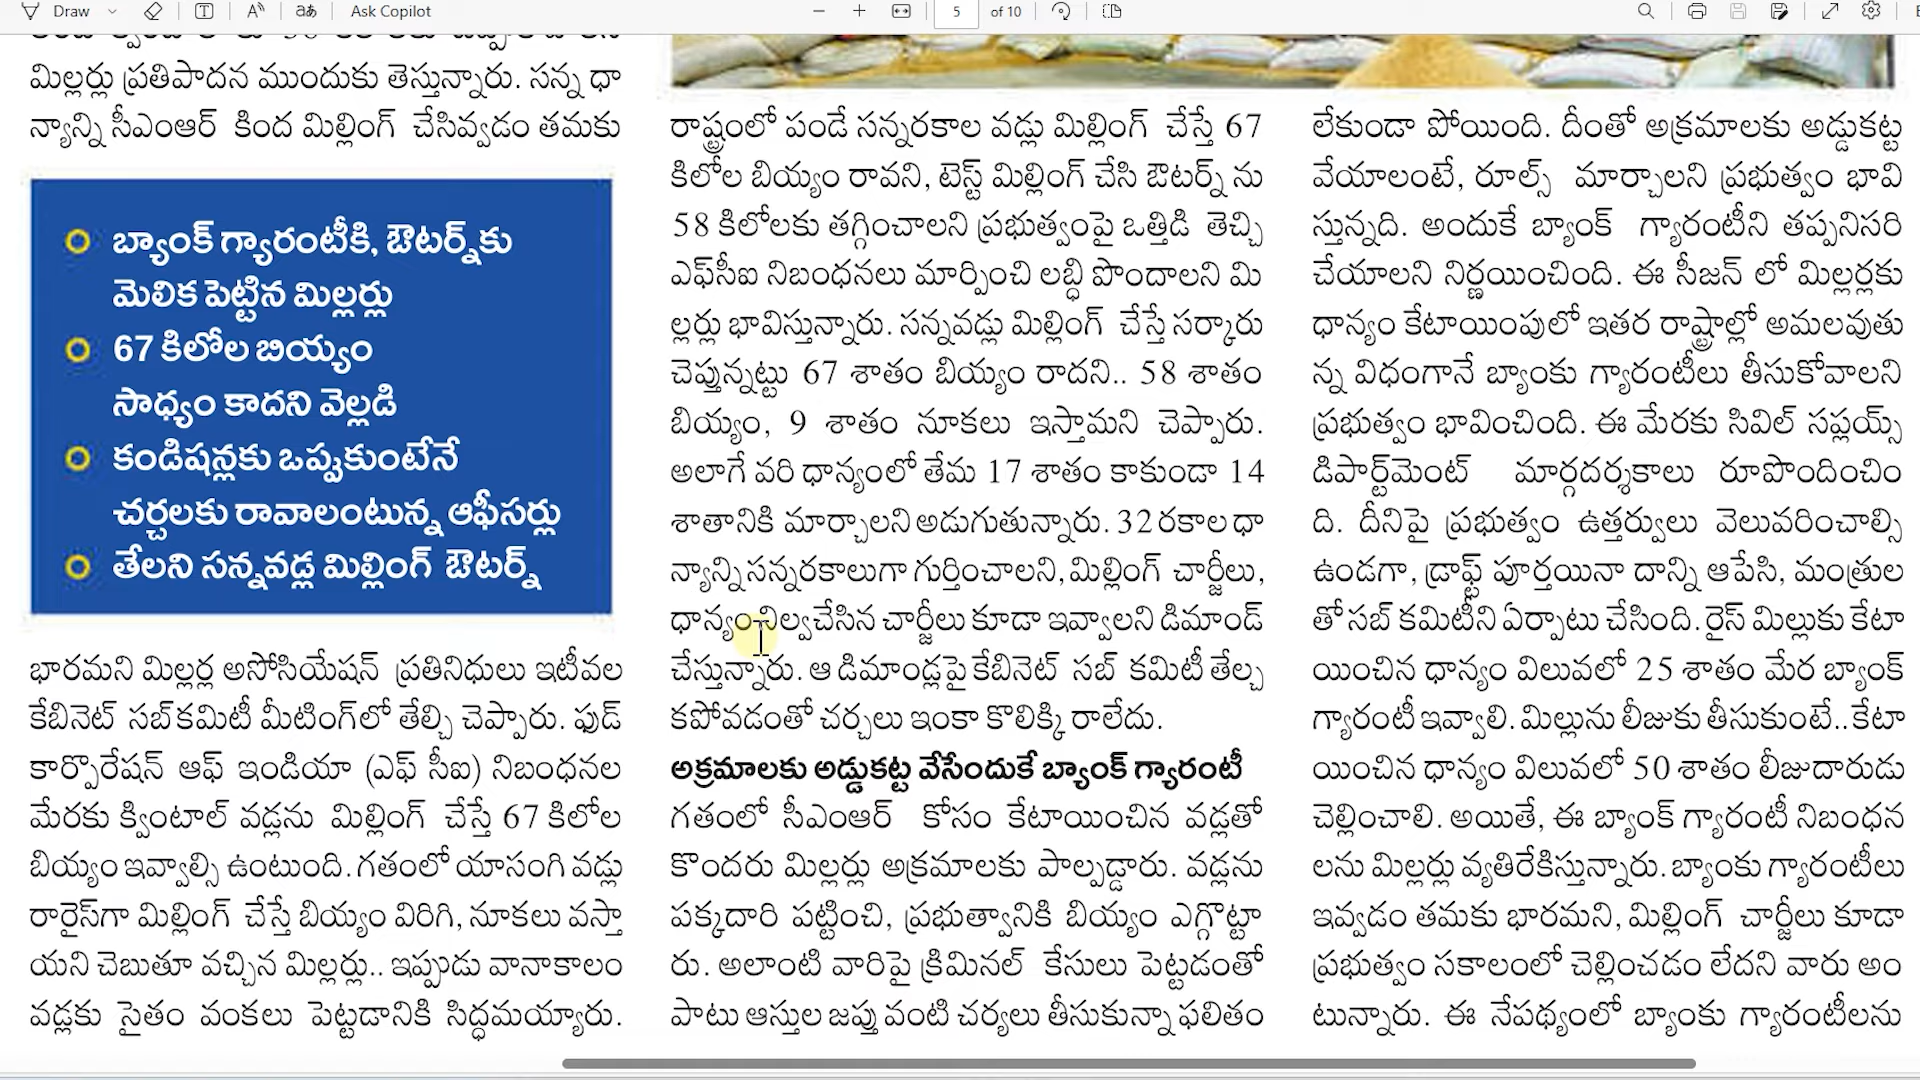 Draw
Ask Copilot
5 of 10
మిల్లర్లు ప్రతిపాదన ముందుకు తెస్తున్నారు. సన్న ధా
న్యాన్ని సీఎంఆర్ కింద మిల్లింగ్ చేసివ్వడం తమకు
బ్యాంక్ గ్యారంటీకి, ఔటర్న్‌కు
మెలిక పెట్టిన మిల్లర్లు
67 కిలోల బియ్యం
సాధ్యం కాదని వెల్లడి
కండిషన్లకు ఒప్పుకుంటేనే
చర్చలకు రావాలంటున్న ఆఫీసర్లు
తేలని సన్నవడ్ల మిల్లింగ్ ఔటర్న్
భారమని మిల్లర్ల అసోసియేషన్ ప్రతినిధులు ఇటీవల
కేబినెట్ సబ్‌కమిటీ మీటింగ్‌లో తేల్చి చెప్పారు. ఫుడ్
కార్పొరేషన్ ఆఫ్ ఇండియా (ఎఫ్ సీఐ) నిబంధనల
మేరకు క్వింటాల్ వడ్లను మిల్లింగ్ చేస్తే 67 కిలోల
బియ్యం ఇవ్వాల్సి ఉంటుంది. గతంలో యాసంగి వడ్లు
రారైస్‌గా మిల్లింగ్ చేస్తే బియ్యం విరిగి, నూకలు వస్తా
యని చెబుతూ వచ్చిన మిల్లర్లు.. ఇప్పుడు వానాకాలం
వడ్లకు సైతం వంకలు పెట్టడానికి సిద్ధమయ్యారు.
రాష్ట్రంలో పండే సన్నరకాల వడ్లు మిల్లింగ్ చేస్తే 67
కిలోల బియ్యం రావని, టెస్ట్ మిల్లింగ్ చేసి ఔటర్న్ ను
58 కిలోలకు తగ్గించాలని ప్రభుత్వంపై ఒత్తిడి తెచ్చి
ఎఫ్‌సీఐ నిబంధనలు మార్పించి లబ్ధి పొందాలని మి
ల్లర్లు భావిస్తున్నారు. సన్నవడ్లు మిల్లింగ్ చేస్తే సర్కారు
చెప్తున్నట్టు 67 శాతం బియ్యం రాదని.. 58 శాతం
బియ్యం, 9 శాతం నూకలు ఇస్తామని చెప్పారు.
అలాగే వరి ధాన్యంలో తేమ 17 శాతం కాకుండా 14
శాతానికి మార్చాలని అడుగుతున్నారు. 32 రకాల ధా
న్యాన్ని సన్నరకాలుగా గుర్తించాలని, మిల్లింగ్ చార్జీలు,
ధాన్యం నిల్వచేసిన చార్జీలు కూడా ఇవ్వాలని డిమాండ్
చేస్తున్నారు. ఆ డిమాండ్లపై కేబినెట్ సబ్ కమిటీ తేల్చ
కపోవడంతో చర్చలు ఇంకా కొలిక్కి రాలేదు.
అక్రమాలకు అడ్డుకట్ట వేసేందుకే బ్యాంక్ గ్యారంటీ
గతంలో సీఎంఆర్ కోసం కేటాయించిన వడ్లతో
కొందరు మిల్లర్లు అక్రమాలకు పాల్పడ్డారు. వడ్లను
పక్కదారి పట్టించి, ప్రభుత్వానికి బియ్యం ఎగ్గొట్టా
రు. అలాంటి వారిపై క్రిమినల్ కేసులు పెట్టడంతో
పాటు ఆస్తుల జప్తు వంటి చర్యలు తీసుకున్నా ఫలితం
లేకుండా పోయింది. దీంతో అక్రమాలకు అడ్డుకట్ట
వేయాలంటే, రూల్స్ మార్చాలని ప్రభుత్వం భావి
స్తున్నది. అందుకే బ్యాంక్ గ్యారంటీని తప్పనిసరి
చేయాలని నిర్ణయించింది. ఈ సీజన్ లో మిల్లర్లకు
ధాన్యం కేటాయింపులో ఇతర రాష్ట్రాల్లో అమలవుతు
న్న విధంగానే బ్యాంకు గ్యారంటీలు తీసుకోవాలని
ప్రభుత్వం భావించింది. ఈ మేరకు సివిల్ సప్లయ్స్
డిపార్ట్‌మెంట్ మార్గదర్శకాలు రూపొందించిం
ది. దీనిపై ప్రభుత్వం ఉత్తర్వులు వెలువరించాల్సి
ఉండగా, డ్రాఫ్ట్ పూర్తయినా దాన్ని ఆపేసి, మంత్రుల
తో సబ్ కమిటీని ఏర్పాటు చేసింది. రైస్ మిల్లుకు కేటా
యించిన ధాన్యం విలువలో 25 శాతం మేర బ్యాంక్
గ్యారంటీ ఇవ్వాలి. మిల్లును లీజుకు తీసుకుంటే.. కేటా
యించిన ధాన్యం విలువలో 50 శాతం లీజుదారుడు
చెల్లించాలి. అయితే, ఈ బ్యాంక్ గ్యారంటీ నిబంధన
లను మిల్లర్లు వ్యతిరేకిస్తున్నారు. బ్యాంకు గ్యారంటీలు
ఇవ్వడం తమకు భారమని, మిల్లింగ్ చార్జీలు కూడా
ప్రభుత్వం సకాలంలో చెల్లించడం లేదని వారు అం
టున్నారు. ఈ నేపథ్యంలో బ్యాంకు గ్యారంటీలను